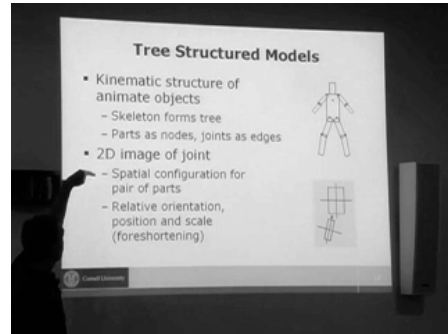 Tree Structured Models
▪ Kinematic structure of
animate objects
– Skeleton forms tree
– Parts as nodes, joints as edges
▪ 2D image of joint
– Spatial configuration for
pair of parts
– Relative orientation,
position and scale
(foreshortening)
Cornell University